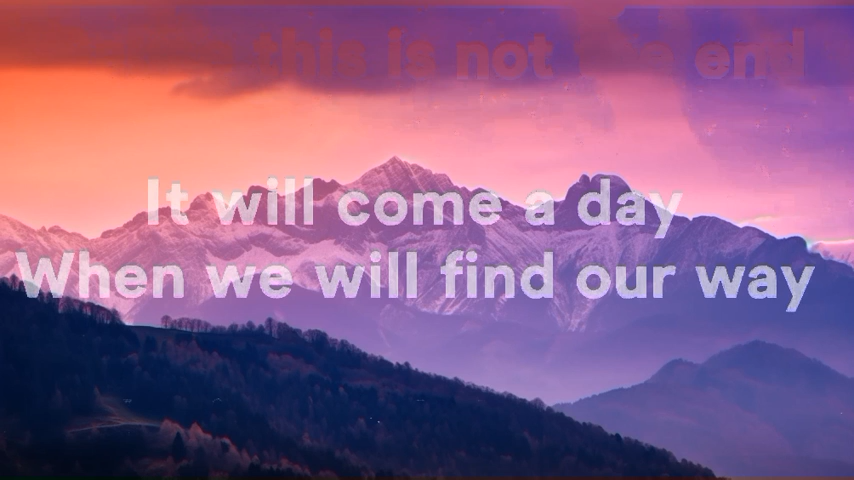 this is not the end
It will come a day
When we will find our way